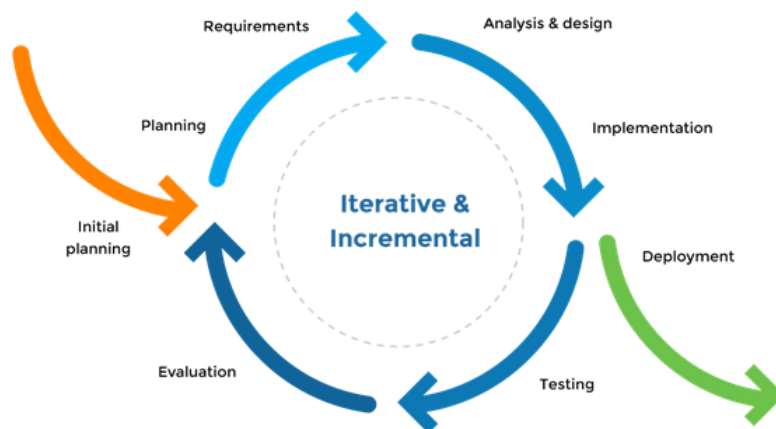 Requirements
Analysis & design
Planning
Implementation
Iterative &
Incremental
Initial
planning
Deployment
Evaluation
Testing